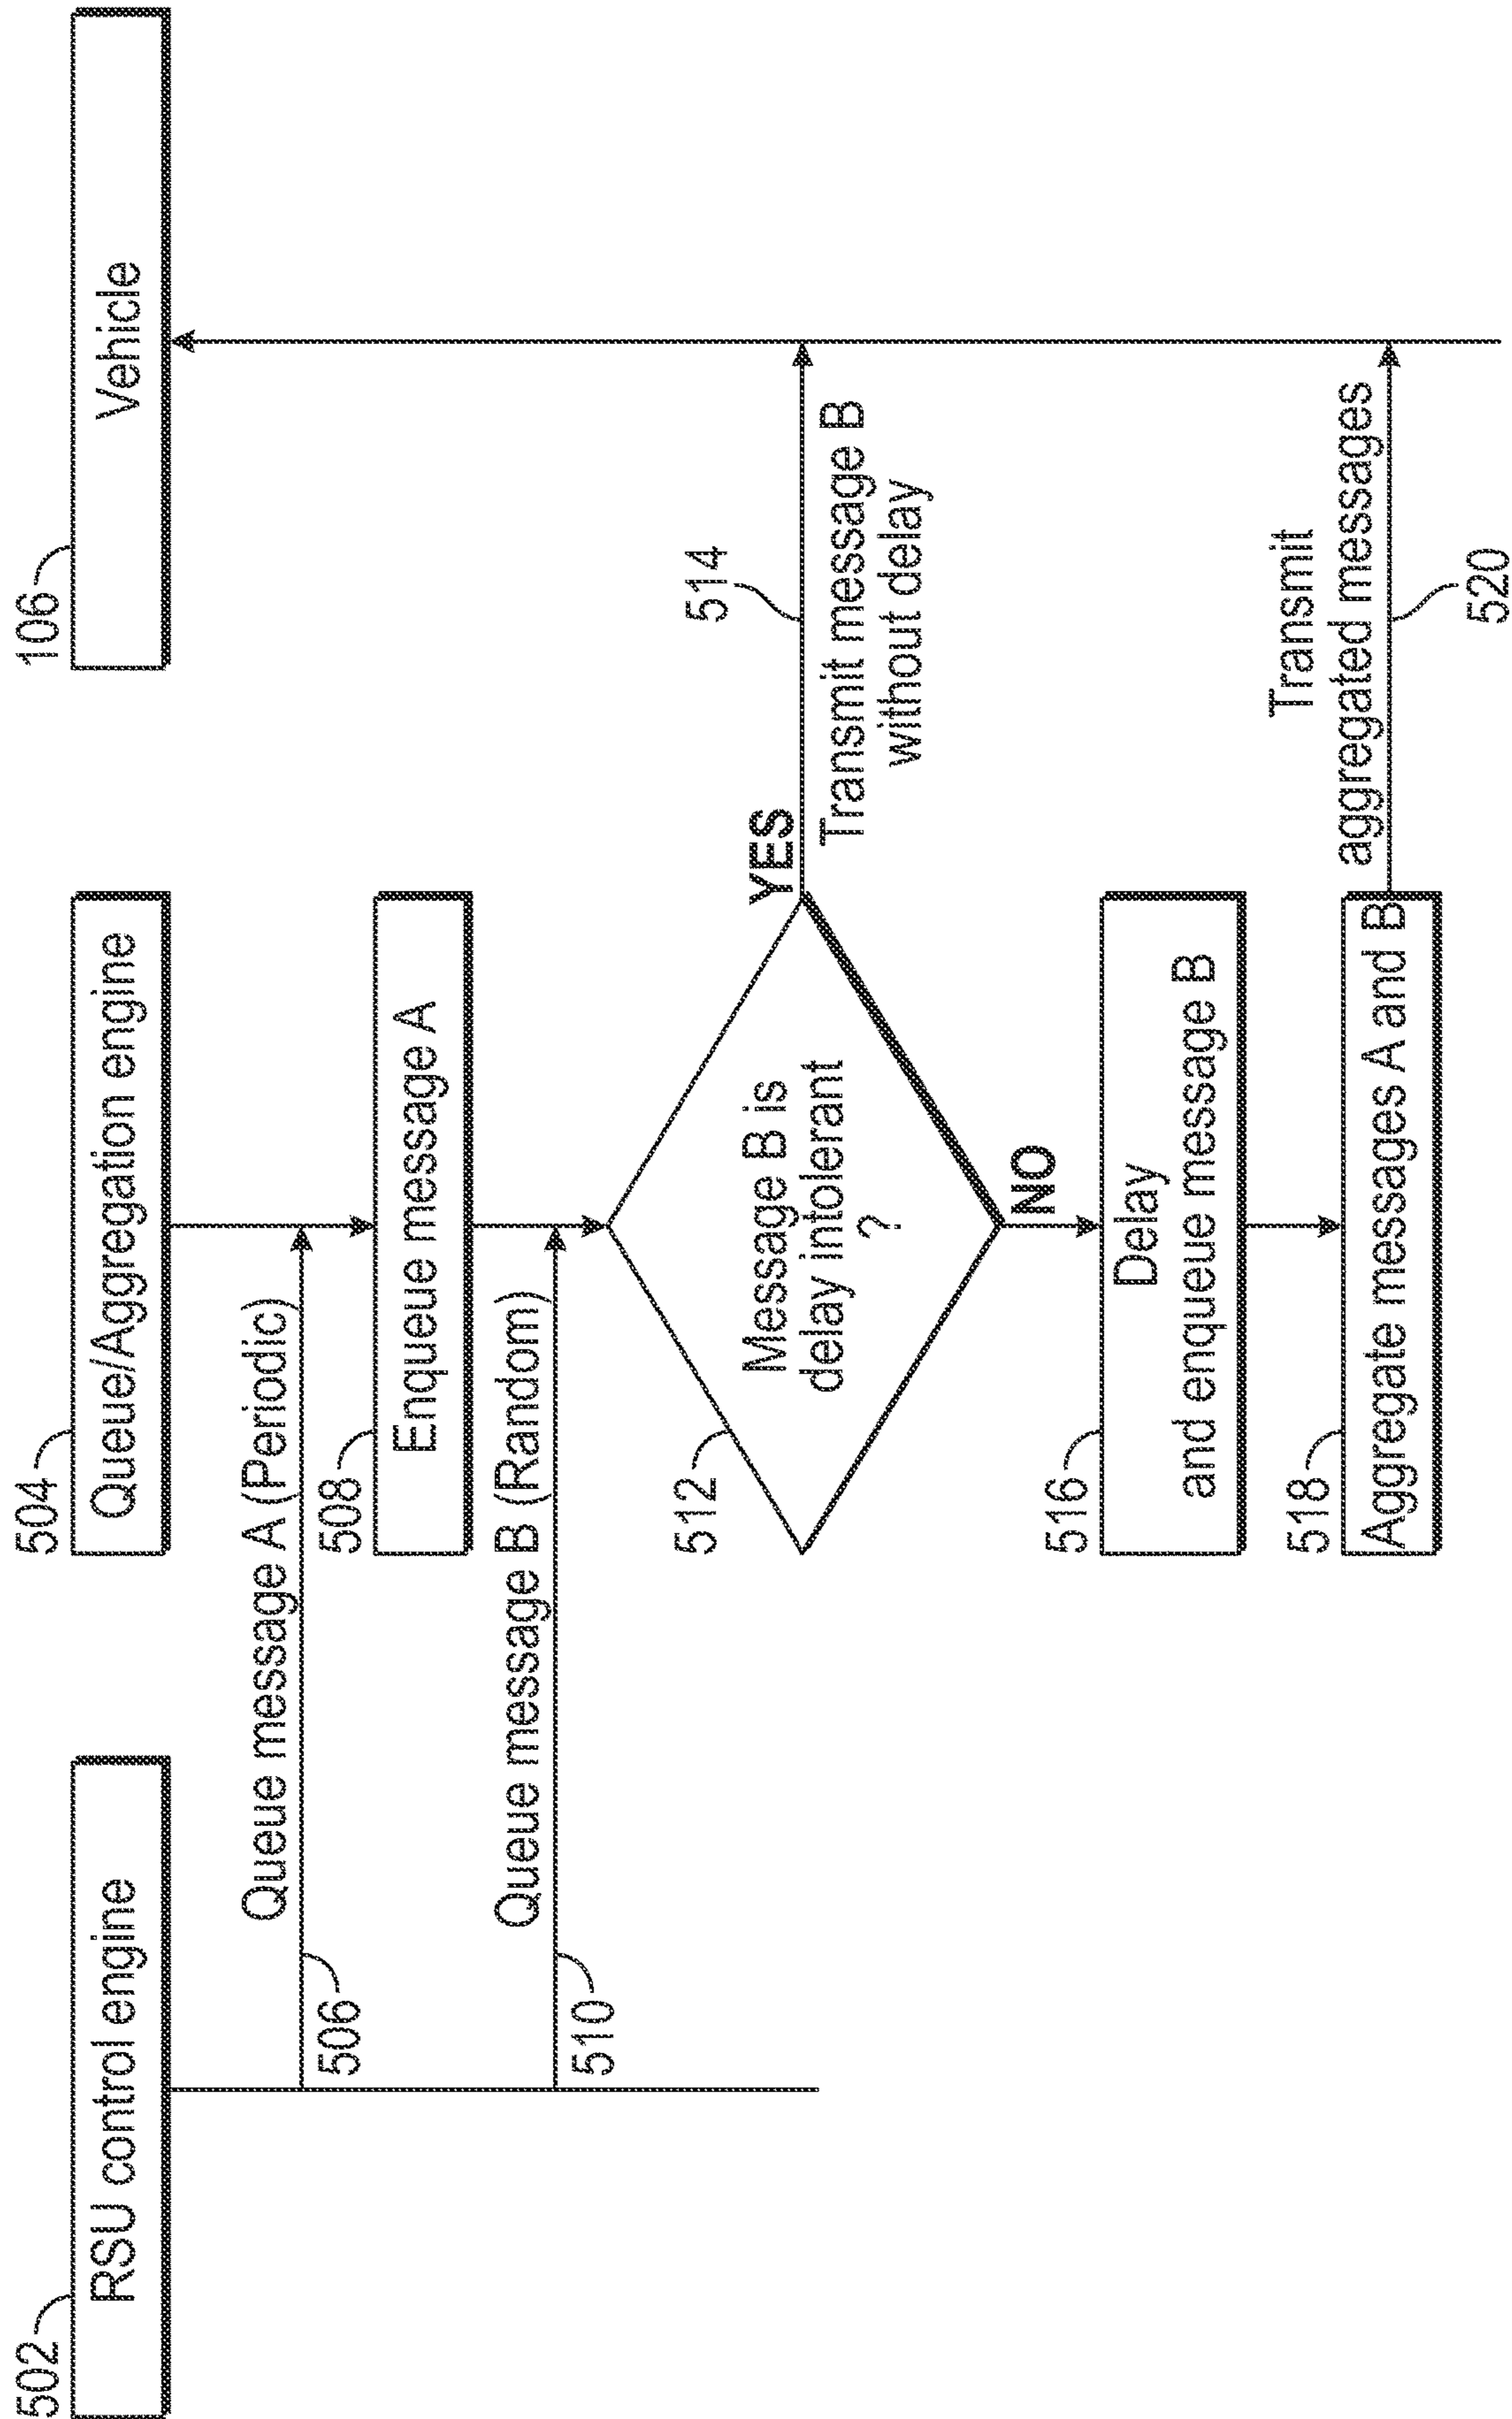 502
RSU control engine
504
Queue/Aggregation engine
106
Vehicle
Queue message A (Periodic)
506
508
Enqueue message A
Queue message B (Random)
510
512
Message B is
delay intolerant
?
YES
514
Transmit message B
without delay
NO
516
Delay
and enqueue message B
518
Aggregate messages A and B
Transmit
aggregated messages
520